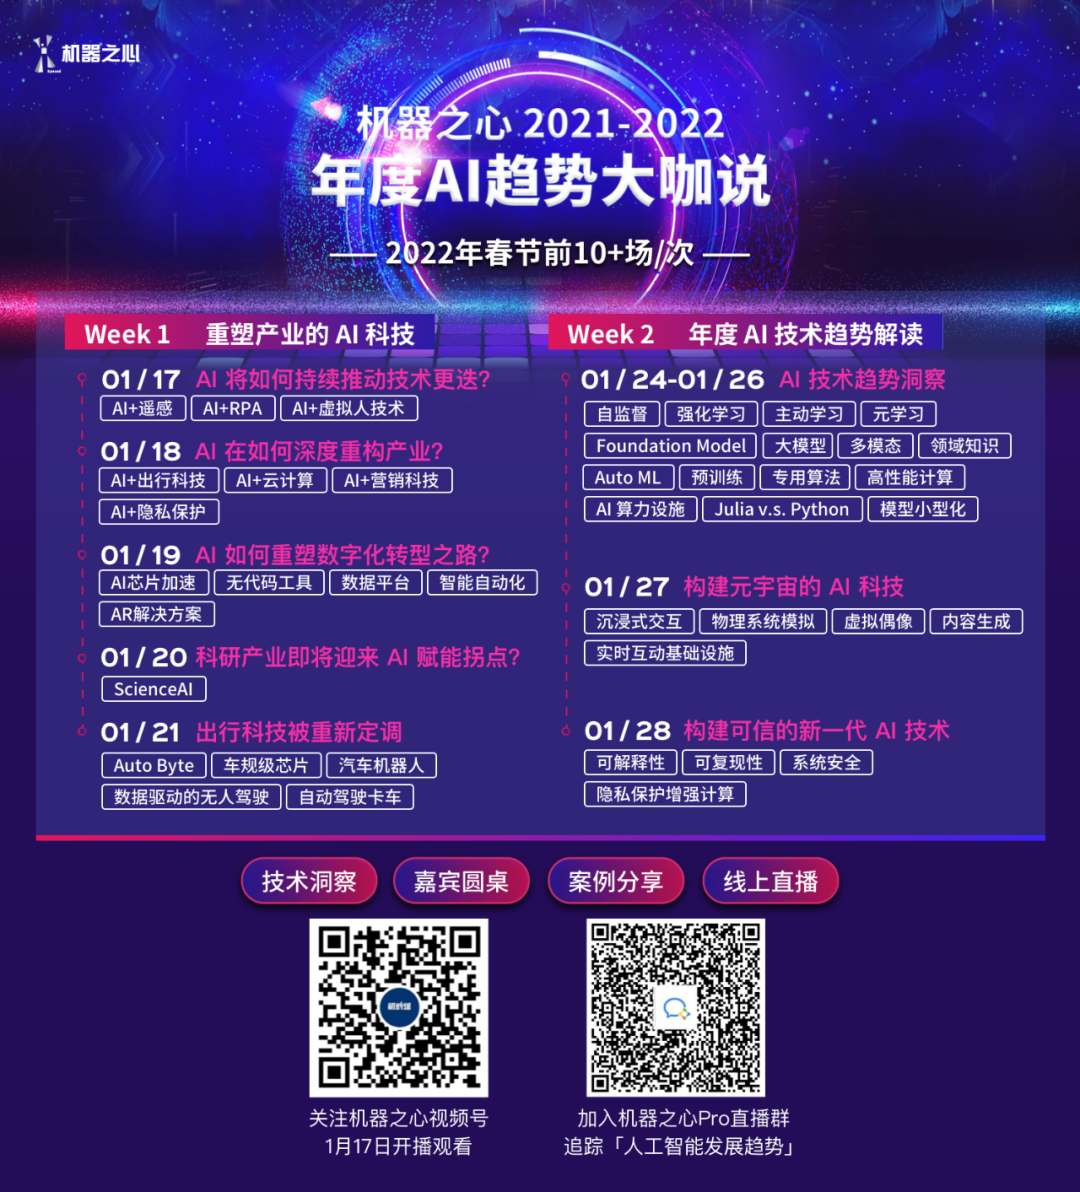 机器之心
Synced
机器之心 2021-2022
年度AI趋势大咖说
2022年春节前10+场/次
Week 1 重塑产业的 AI 科技
01/17 AI 将如何持续推动技术更迭?
AI+遥感 AI+RPA AI+虚拟人技术
01/18 AI 在如何深度重构产业?
AI+出行科技 AI+云计算 AI+营销科技
AI+隐私保护
01/19 AI 如何重塑数字化转型之路?
AI芯片加速 无代码工具 数据平台 智能自动化
AR解决方案
01/20 科研产业即将迎来 AI 赋能拐点?
ScienceAI
01/21 出行科技被重新定调
Auto Byte 车规级芯片 汽车机器人
数据驱动的无人驾驶 自动驾驶卡车
Week 2 年度 AI 技术趋势解读
01/24-01/26 AI 技术趋势洞察
自监督 强化学习 主动学习 元学习
Foundation Model 大模型 多模态 领域知识
Auto ML 预训练 专用算法 高性能计算
AI 算力设施 Julia v.s. Python 模型小型化
01/27 构建元宇宙的 AI 科技
沉浸式交互 物理系统模拟 虚拟偶像 内容生成
实时互动基础设施
01/28 构建可信的新一代 AI 技术
可解释性 可复现性 系统安全
隐私保护增强计算
技术洞察 嘉宾圆桌 案例分享 线上直播
关注机器之心视频号
1月17日开播观看
加入机器之心Pro直播群
追踪「人工智能发展趋势」